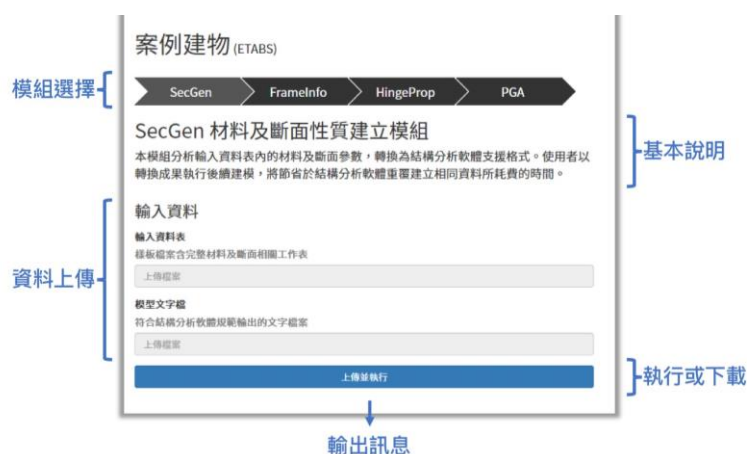 案例建物 (ETABS)
模組選擇
SecGen
FrameInfo
HingeProp
PGA
SecGen 材料及斷面性質建立模組
本模組分析輸入資料表內的材料及斷面參數，轉換為結構分析軟體支援格式。使用者以
轉換成果執行後續建模，將節省於結構分析軟體重覆建立相同資料所耗費的時間。
基本說明
輸入資料
輸入資料表
樣板檔案含完整材料及斷面相關工作表
上傳檔案
資料上傳
模型文字檔
符合結構分析軟體規範輸出的文字檔案
上傳檔案
上傳並執行
執行或下載
輸出訊息